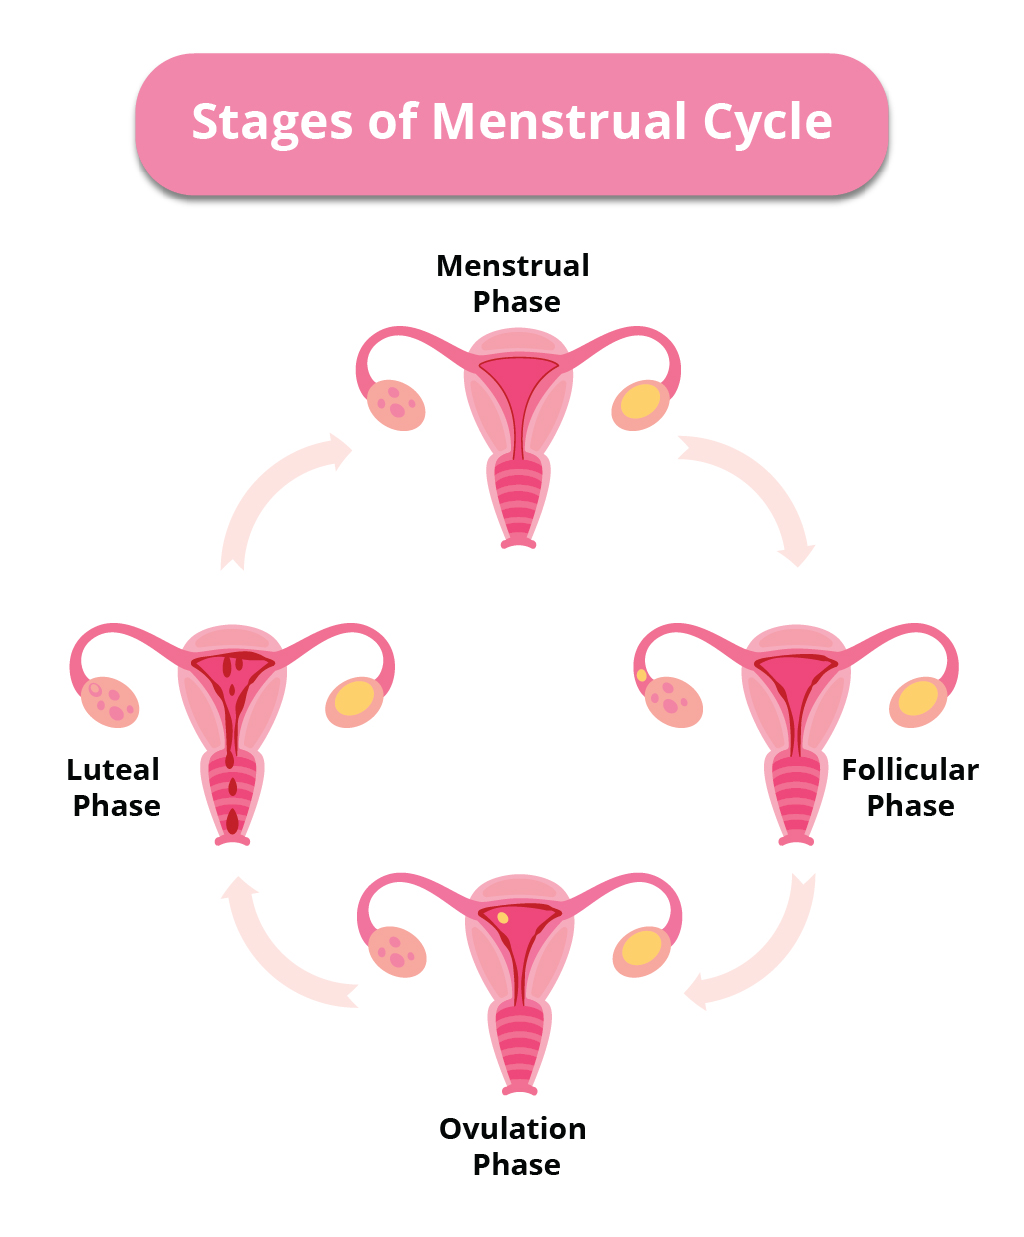 Stages of Menstrual Cycle
Menstrual
Phase
Luteal
Phase
Follicular
Phase
Ovulation
Phase